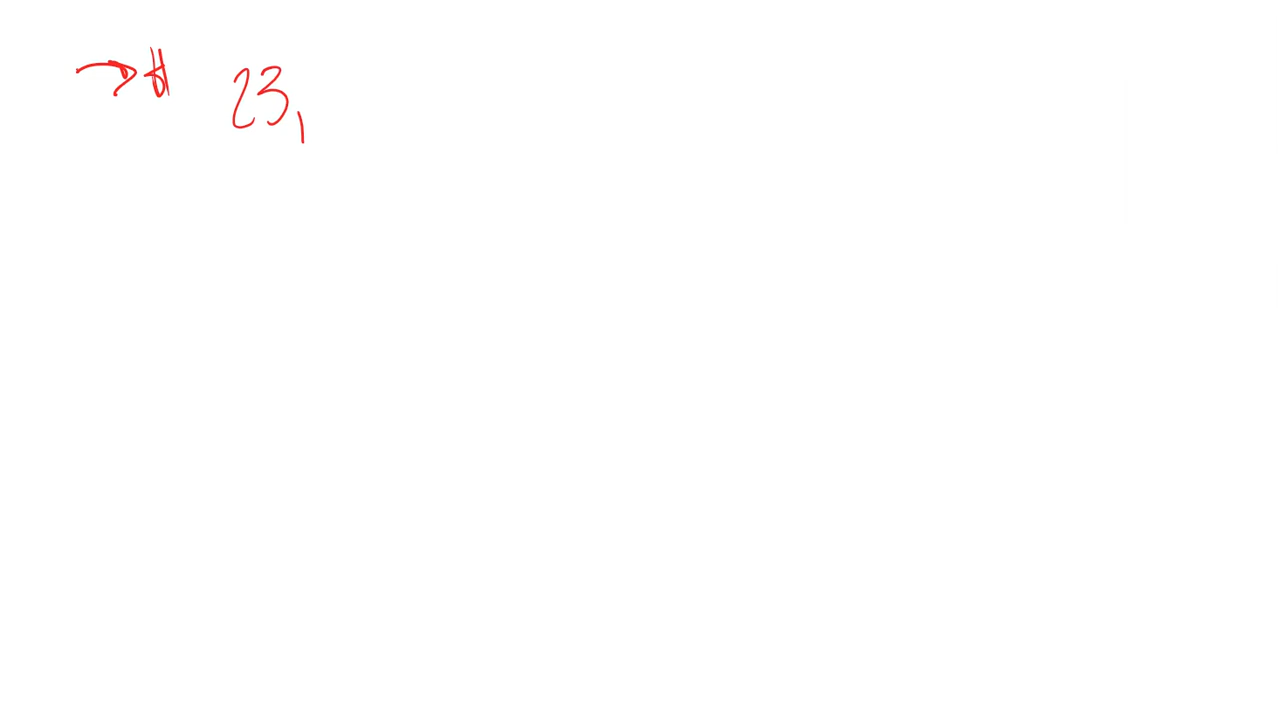 → 23,